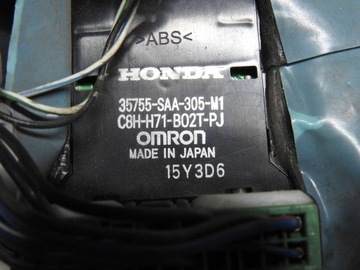 >ABS<
HONDA
35755-SAA-305-M1
C8H-H71-B02T-PJ
OMRON
MADE IN JAPAN
15Y3D6